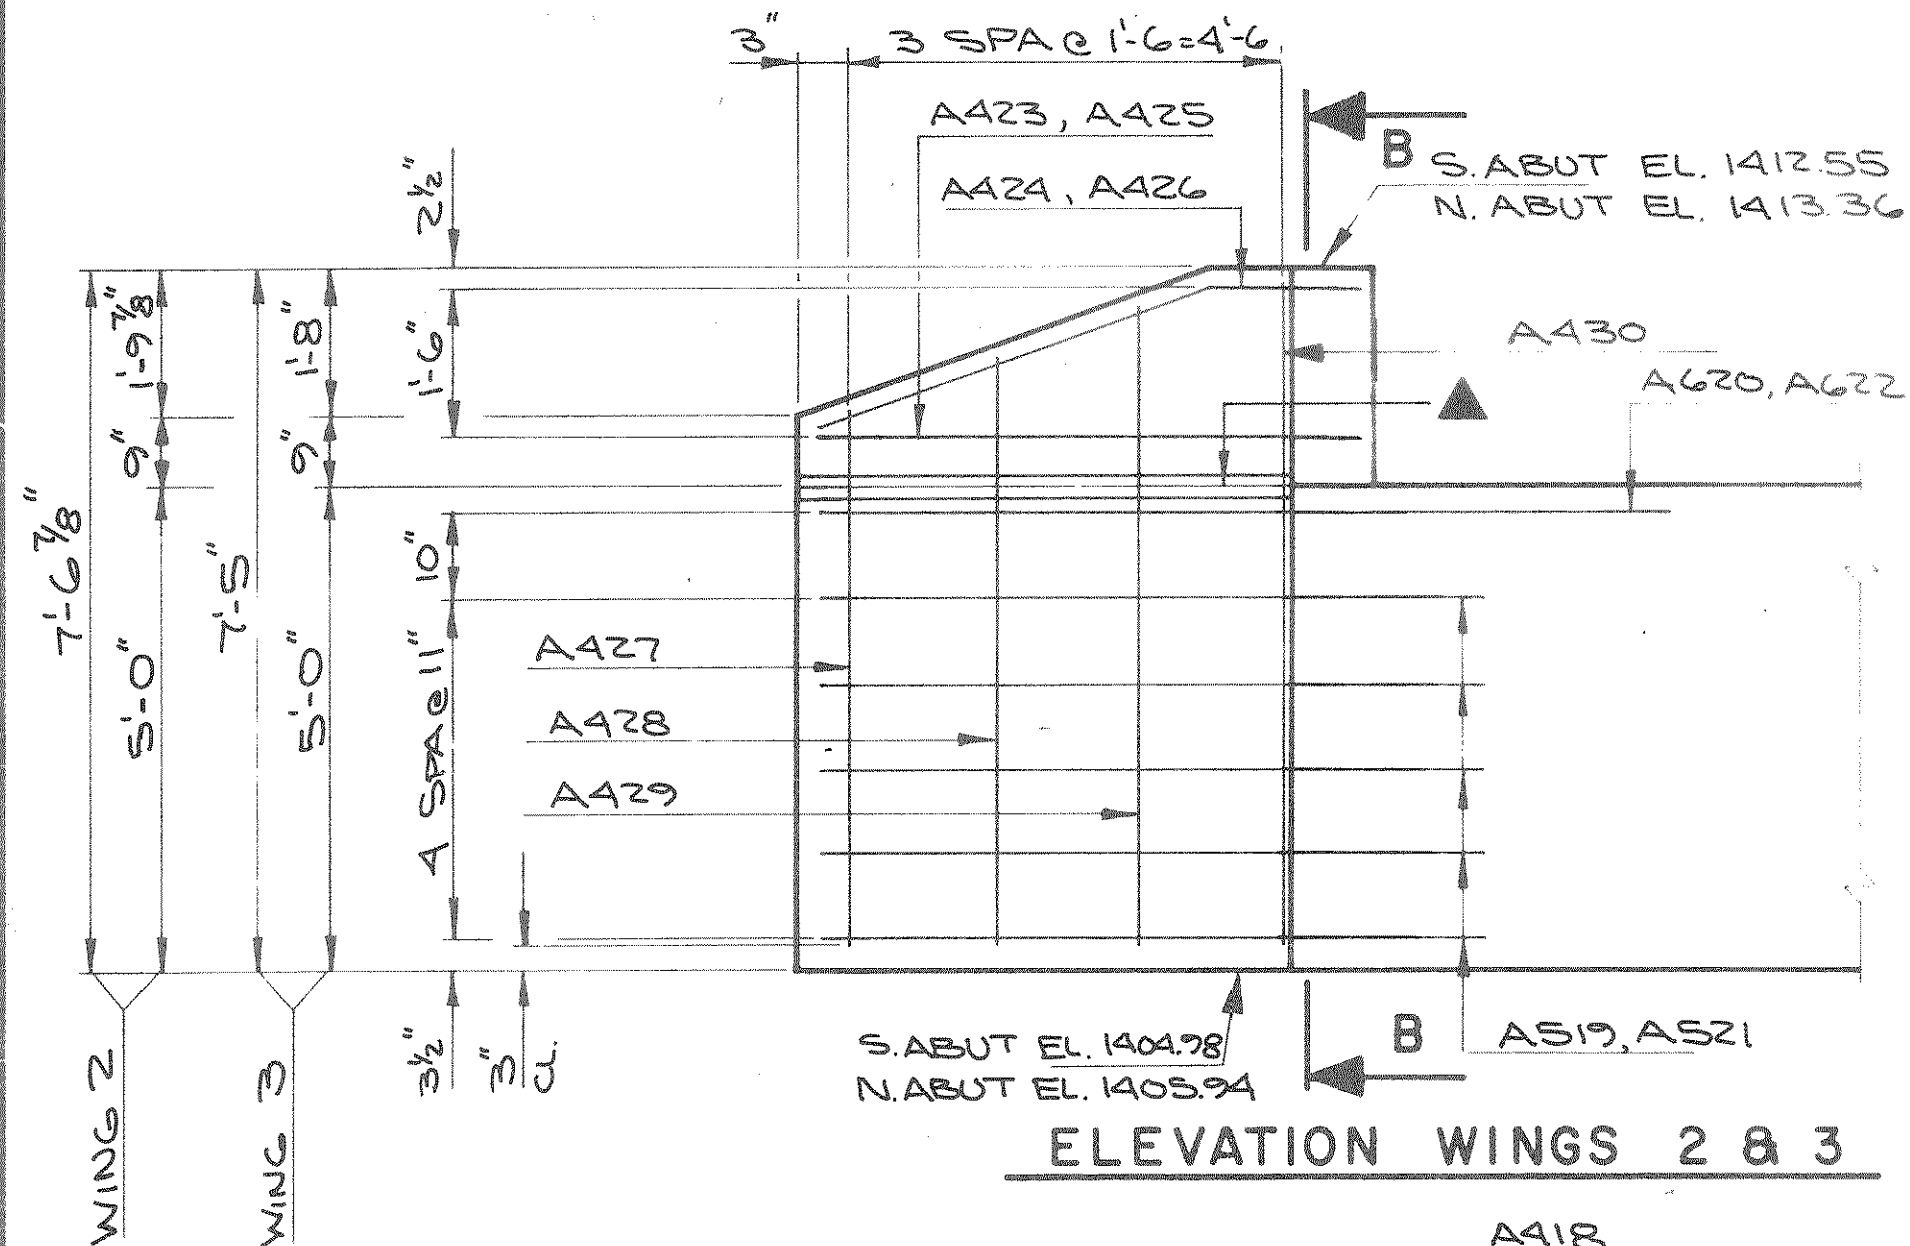 3"
3 SPA @ 1'-6=4'-6
A423, A425
B
S. ABUT EL. 1412.55
N. ABUT EL. 1413.36
A424, A426
2½"
1'-9⅞"
1'-8"
1'-6"
A430
A620, A622
9"
9"
7'-6⅞"
7'-5"
10"
5'-0"
5'-0"
4 SPA @ 11"
A427
A428
A429
3½"
3"
CL.
S. ABUT EL. 1404.98
N. ABUT EL. 1405.94
B
A519, A521
WING 2
WING 3
ELEVATION WINGS 2 & 3
A418